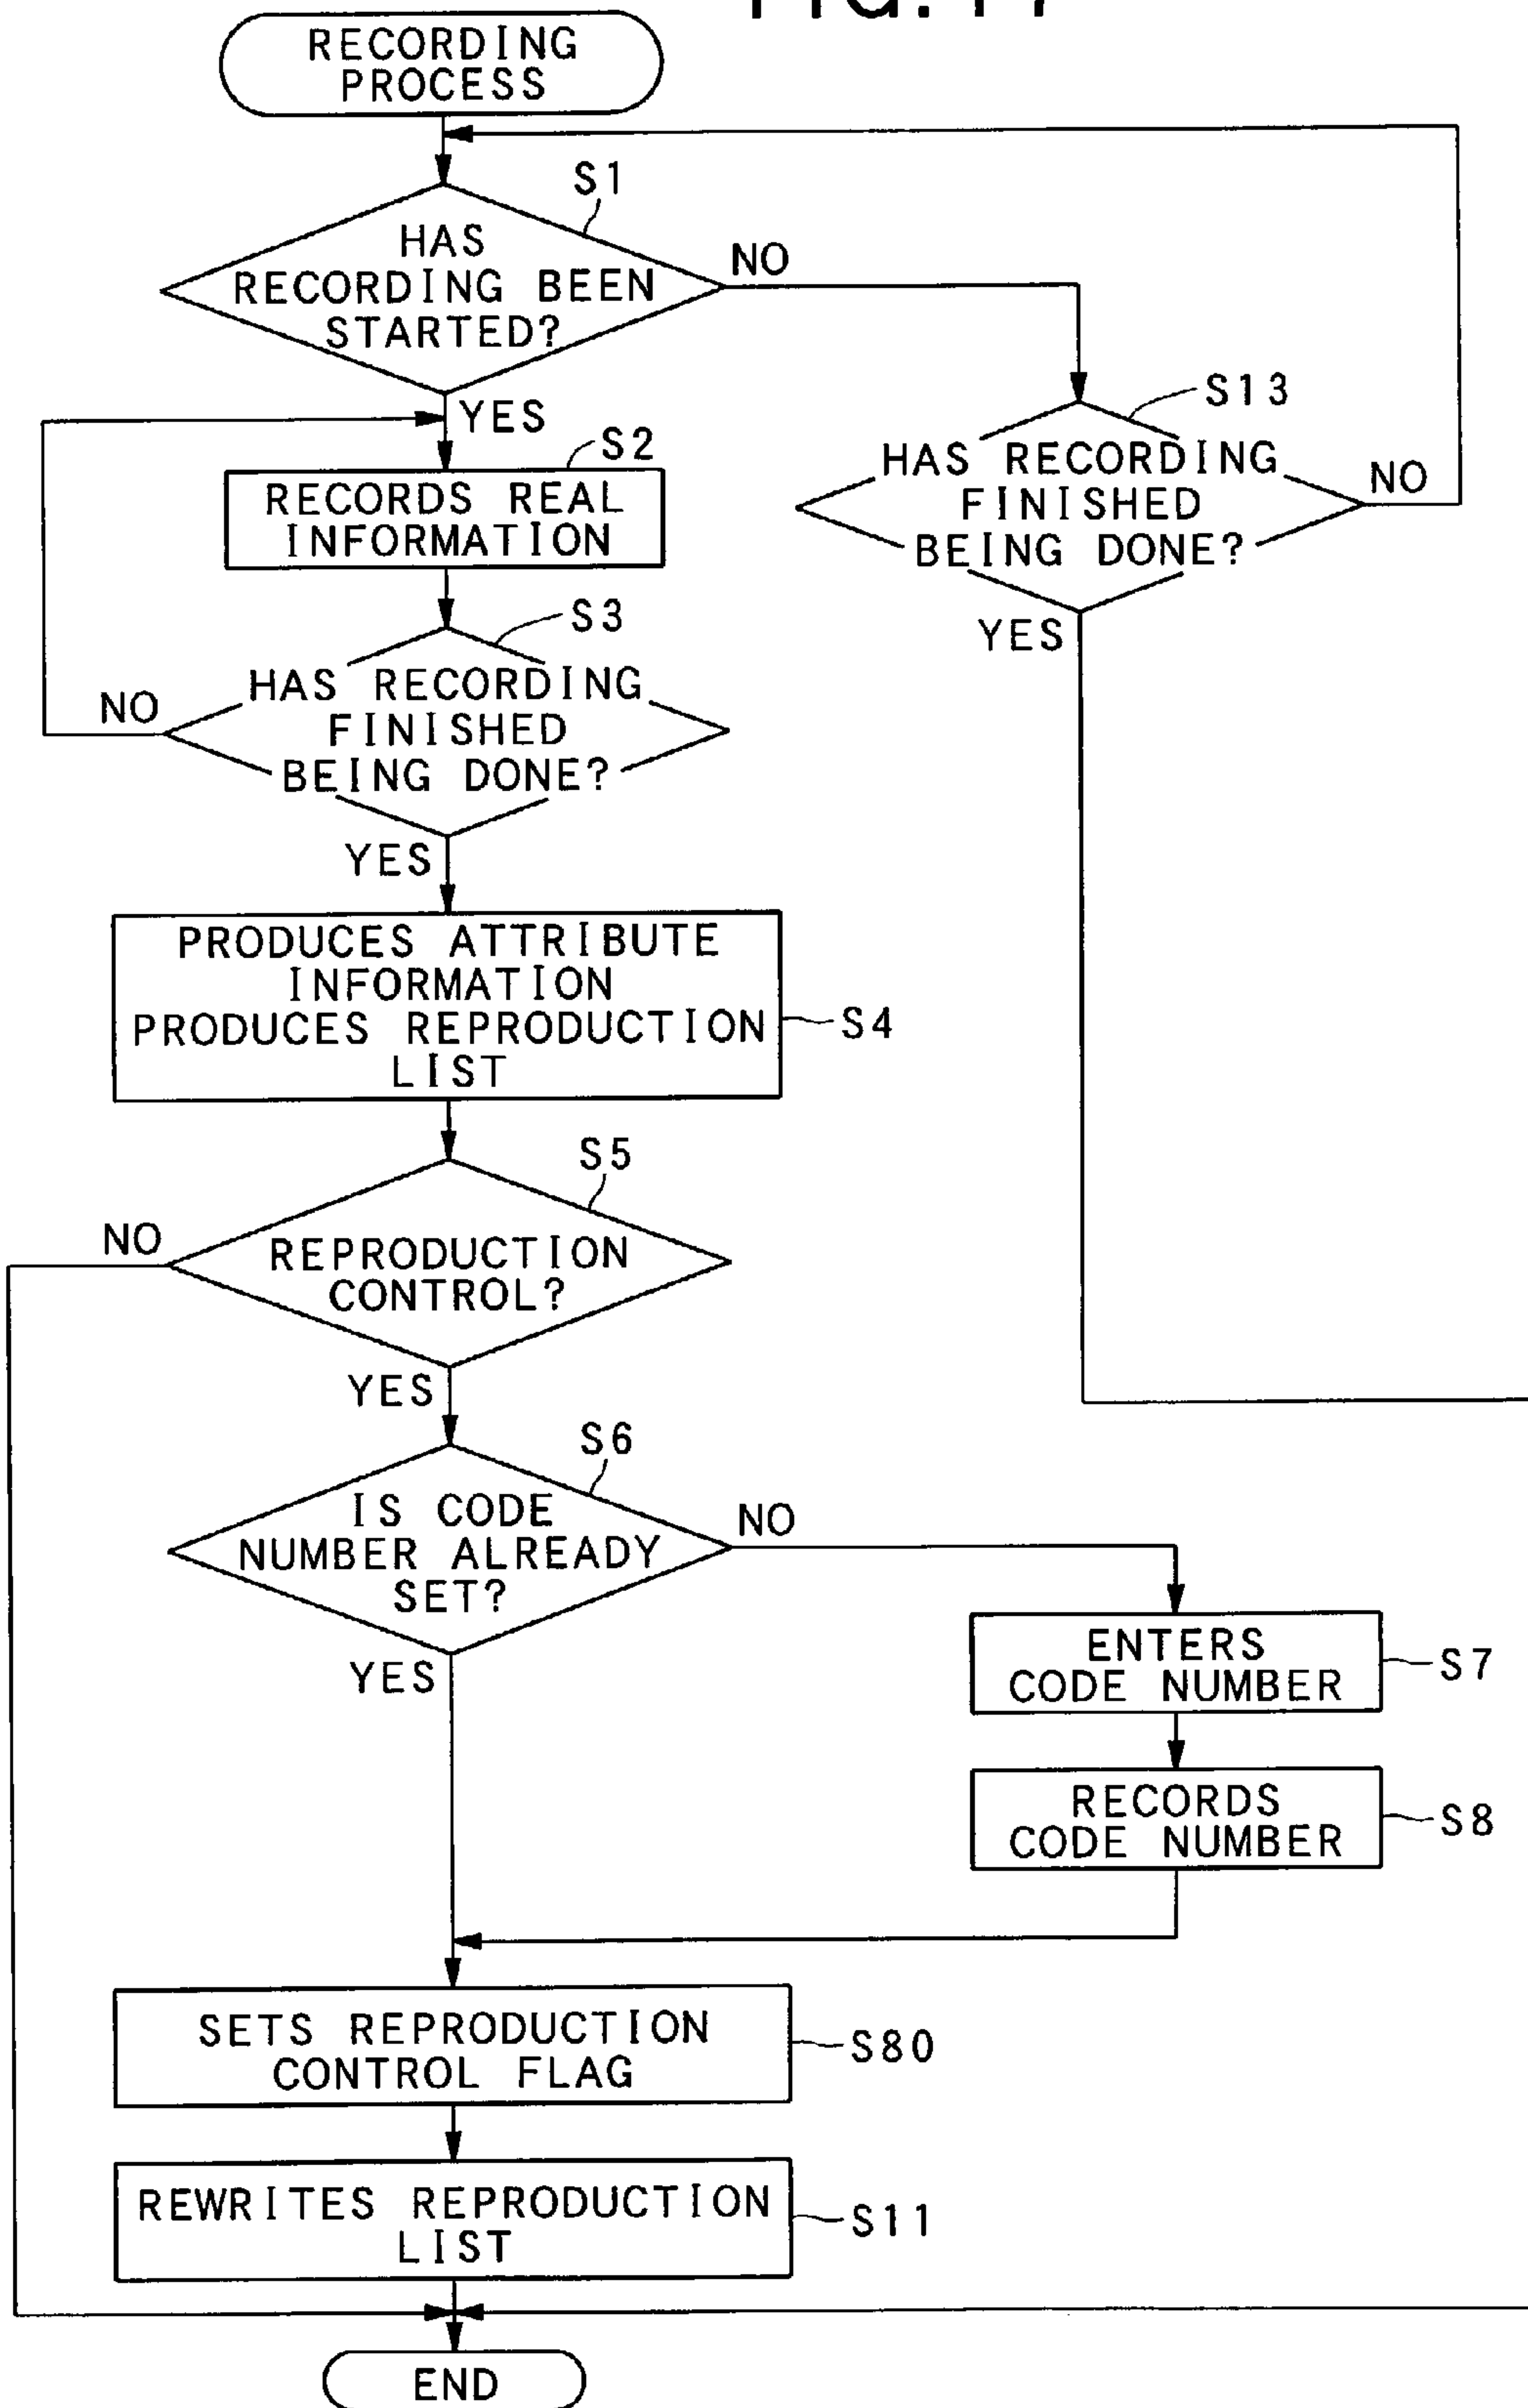 RECORDING
PROCESS
S1
HAS
RECORDING BEEN
STARTED?
NO
YES
S13
HAS RECORDING
FINISHED
BEING DONE?
NO
YES
S2
RECORDS REAL
INFORMATION
S3
HAS RECORDING
FINISHED
BEING DONE?
NO
YES
PRODUCES ATTRIBUTE
INFORMATION
PRODUCES REPRODUCTION
LIST
S4
S5
NO
REPRODUCTION
CONTROL?
YES
S6
IS CODE
NUMBER ALREADY
SET?
NO
YES
ENTERS
CODE NUMBER
S7
RECORDS
CODE NUMBER
S8
SETS REPRODUCTION
CONTROL FLAG
S80
REWRITES REPRODUCTION
LIST
S11
END